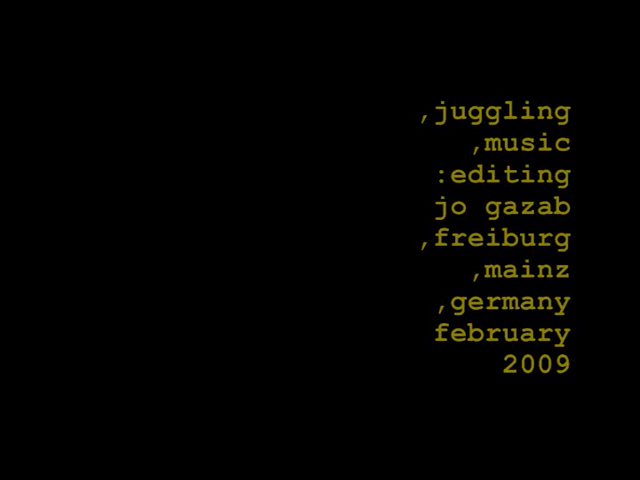 ,juggling
,music
:editing
jo gazab
,freiburg
,mainz
,germany
february
2009